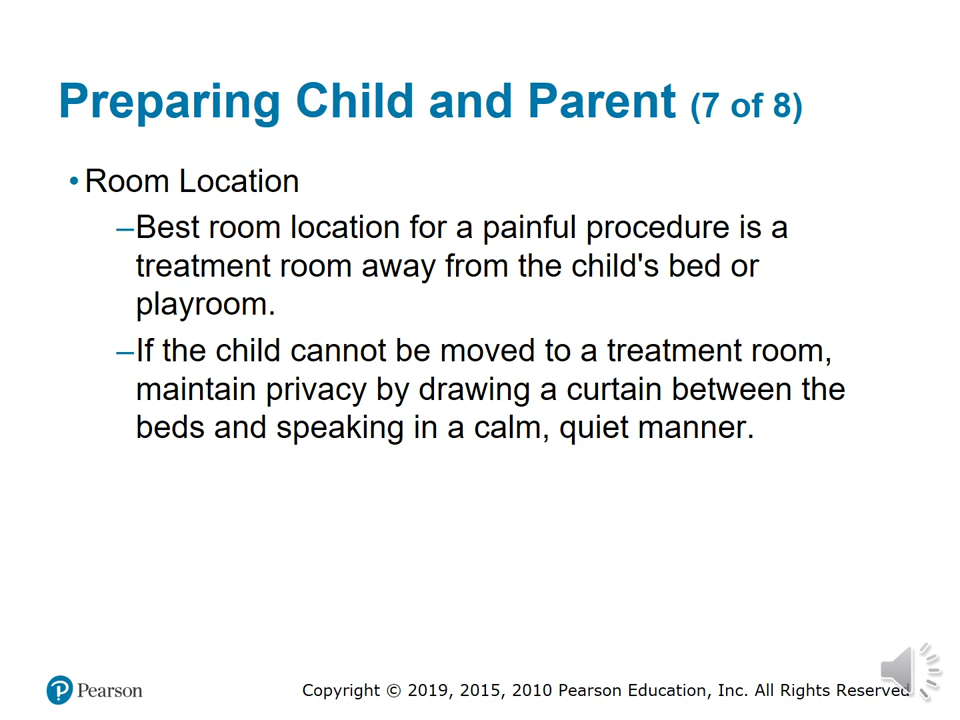 Preparing Child and Parent (7 of 8)
• Room Location
–Best room location for a painful procedure is a
treatment room away from the child's bed or
playroom.
–If the child cannot be moved to a treatment room,
maintain privacy by drawing a curtain between the
beds and speaking in a calm, quiet manner.
Pearson
Copyright © 2019, 2015, 2010 Pearson Education, Inc. All Rights Reserved